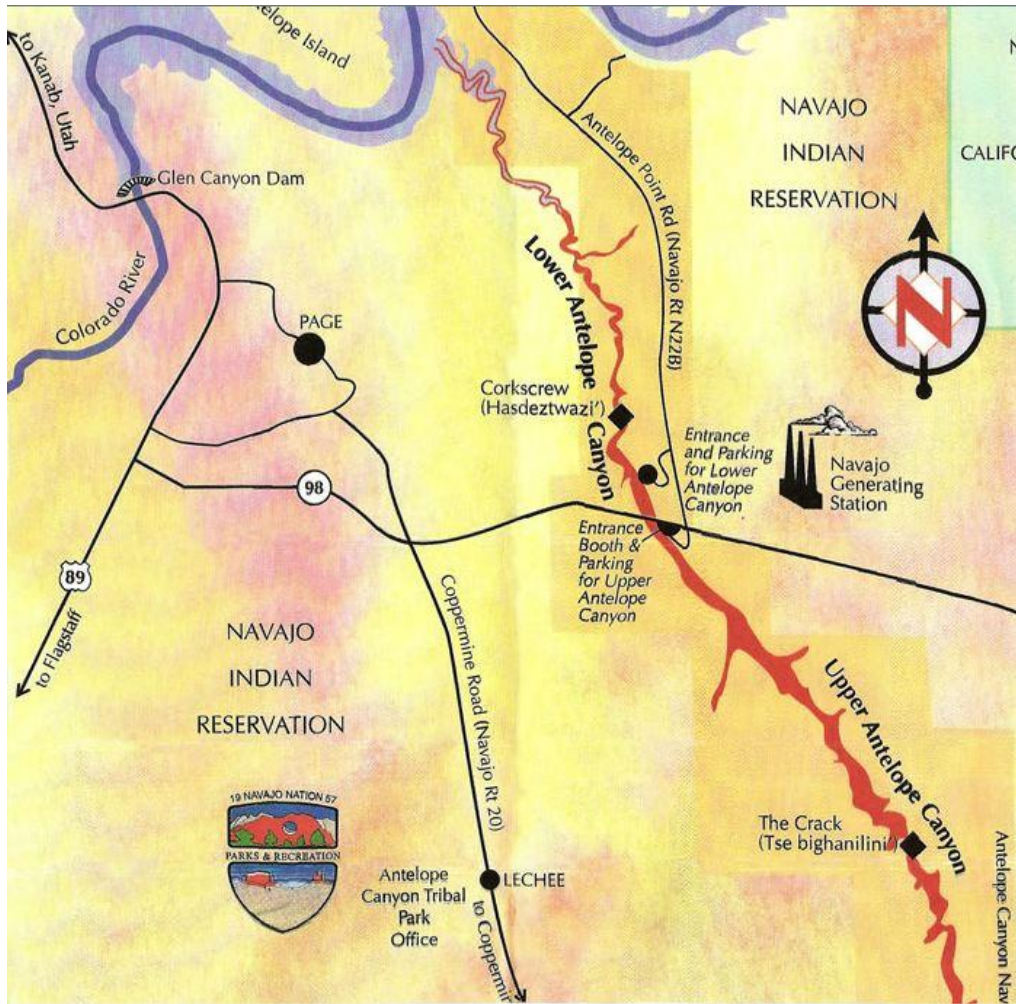 elope Island
to Kanab, Utah
Glen Canyon Dam
Colorado River
PAGE
Antelope Point Rd (Navajo Rt N22B)
NAVAJO
INDIAN
RESERVATION
N
CALIFO
N
Lower Antelope Canyon
Corkscrew
(Hasdeztwazi')
Entrance
and Parking
for Lower
Antelope
Canyon
Navajo
Generating
Station
98
Entrance
Booth &
Parking
for Upper
Antelope
Canyon
89
to Flagstaff
NAVAJO
INDIAN
RESERVATION
Coppermine Road (Navajo Rt 20)
Upper Antelope Canyon
19 NAVAJO NATION 57
PARKS & RECREATION
The Crack
(Tse bighanilini')
Antelope
Canyon Tribal
Park
Office
LECHEE
to Coppermin
Antelope Canyon Nav